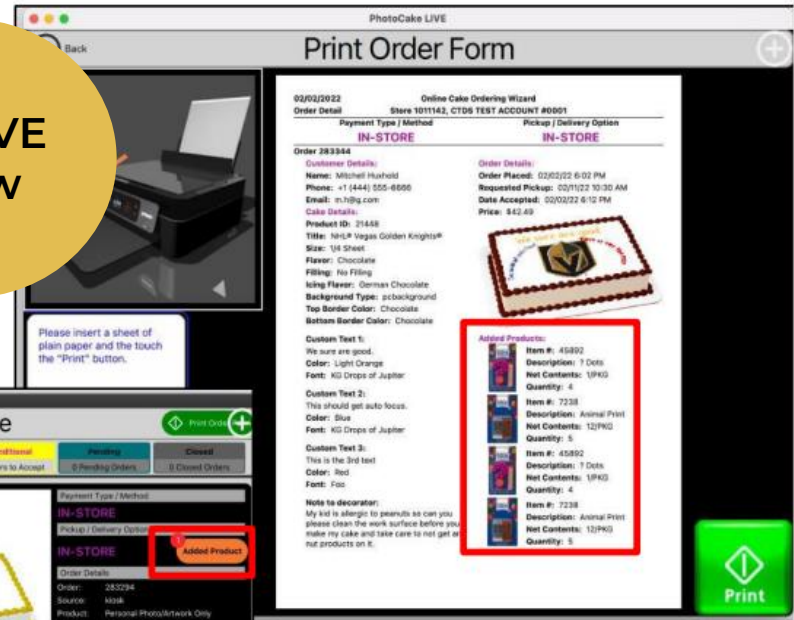 PhotoCake LIVE
Back
Print Order Form
VE
w
02/02/2022 Online Cake Ordering Wizard
Order Detail Store 1011142, CTDS TEST ACCOUNT #0001
Payment Type / Method Pickup / Delivery Option
IN-STORE IN-STORE
Order 283344
Customer Details:
Name: Mitchell Huxhold
Phone: +1 (444) 555-6666
Email: m.h@g.com
Cake Details:
Product ID: 21448
Title: NHL® Vegas Golden Knights®
Size: 1/4 Sheet
Flavor: Chocolate
Filling: No Filling
Icing Flavor: German Chocolate
Background Type: pcbackground
Top Border Color: Chocolate
Bottom Border Color: Chocolate
Custom Text 1:
We sure are good.
Color: Light Orange
Font: KG Drops of Jupiter
Custom Text 2:
This should get auto focus.
Color: Blue
Font: KG Drops of Jupiter
Custom Text 3:
This is the 3rd text
Color: Red
Font: Foo
Note to decorator:
My kid is allergic to peanuts so can you
please clean the work surface before you
make my cake and take care to not get an
nut products on it.
Order Details:
Order Placed: 02/02/22 6:02 PM
Requested Pickup: 02/11/22 10:30 AM
Date Accepted: 02/02/22 6:12 PM
Price: $42.49
We sure are good.
Added Products:
Item #: 45892
Description: ? Dots
Net Contents: 1/PKG
Quantity: 4
Item #: 7238
Description: Animal Print
Net Contents: 12/PKG
Quantity: 5
Item #: 45892
Description: ? Dots
Net Contents: 1/PKG
Quantity: 4
Item #: 7238
Description: Animal Print
Net Contents: 12/PKG
Quantity: 5
Please insert a sheet of
plain paper and the touch
the "Print" button.
Print
e
Print Orde
ditional Pending Closed
rs to Accept 0 Pending Orders 0 Closed Orders
Payment Type / Method
IN-STORE
Pickup / Delivery Option
IN-STORE
1
Added Product
Order Details
Order: 283294
Source: kiosk
Product: Personal Photo/Artwork Only